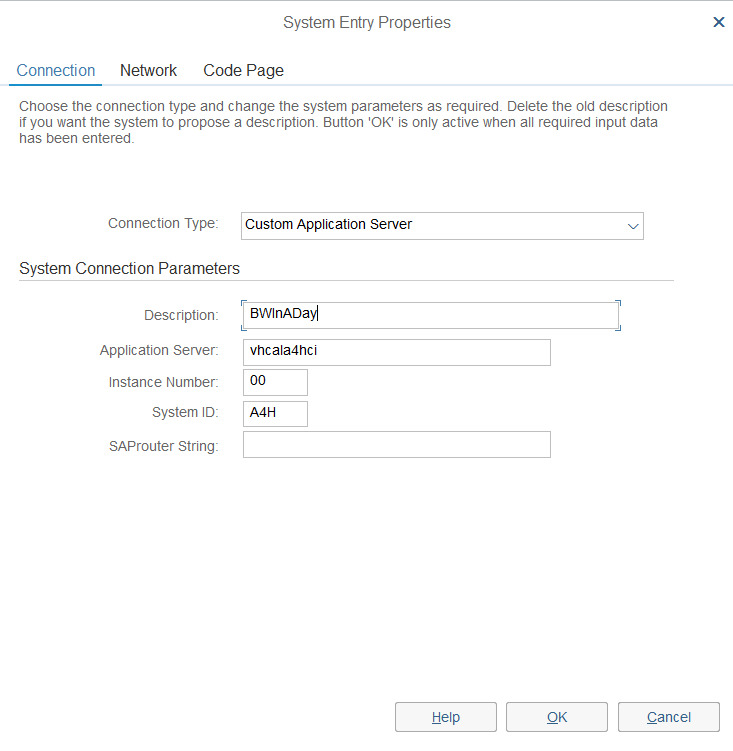 System Entry Properties
Connection Network Code Page
Choose the connection type and change the system parameters as required. Delete the old description
if you want the system to propose a description. Button 'OK' is only active when all required input data
has been entered.
Connection Type: Custom Application Server
System Connection Parameters
Description: BWInADay
Application Server: vhcala4hci
Instance Number: 00
System ID: A4H
SAProuter String:
Help OK Cancel